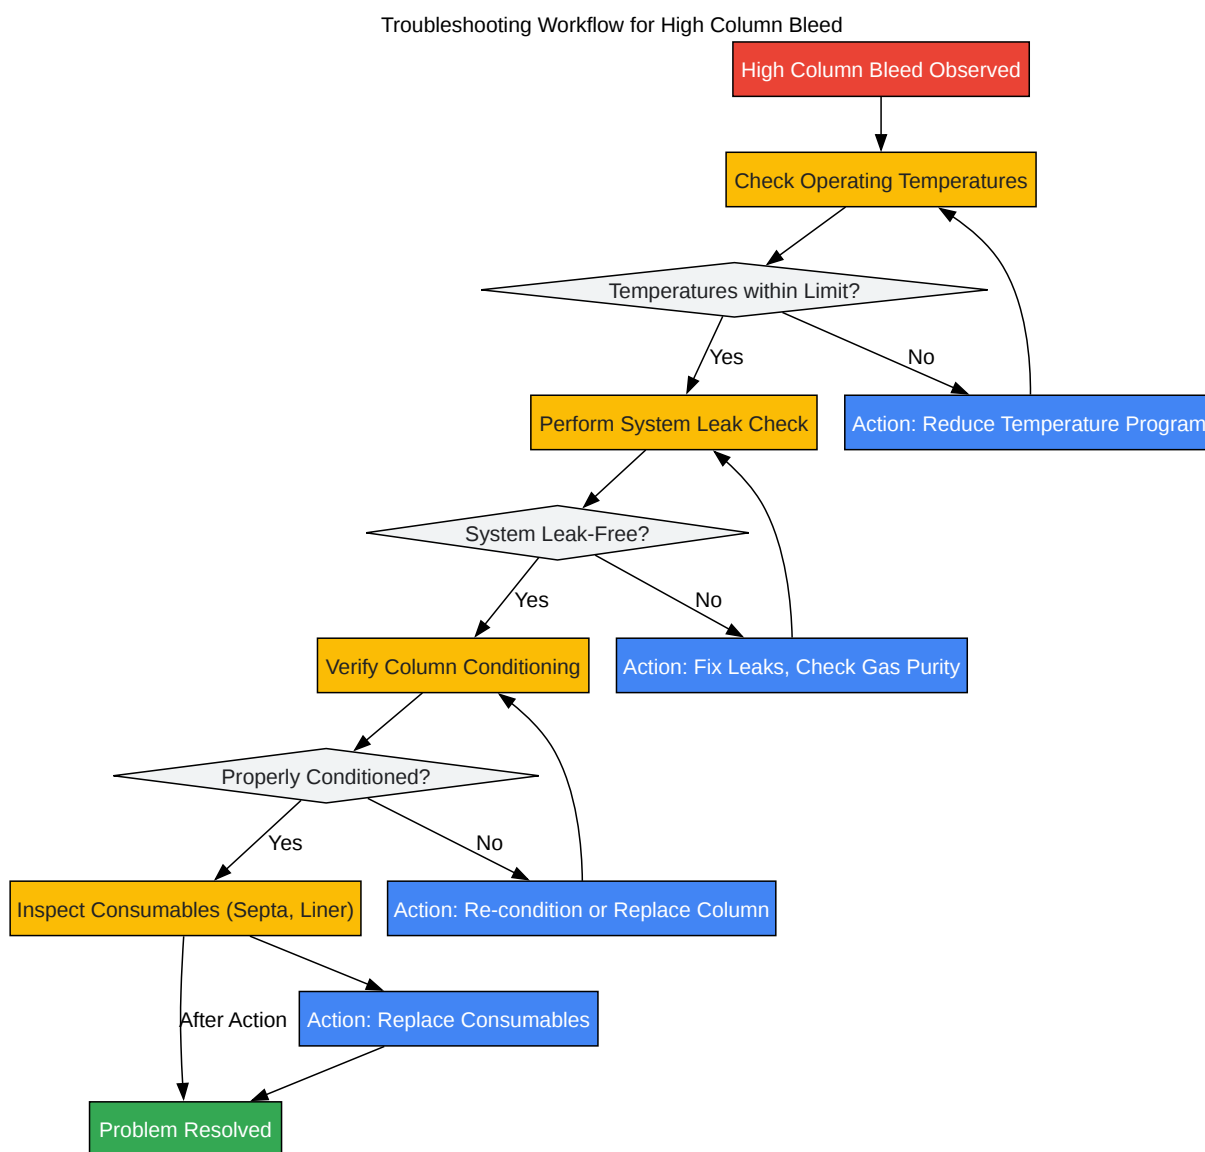 Troubleshooting Workflow for High Column Bleed
High Column Bleed Observed
Check Operating Temperatures
Temperatures within Limit?
Yes
No
Perform System Leak Check
Action: Reduce Temperature Program
System Leak-Free?
Yes
No
Verify Column Conditioning
Action: Fix Leaks, Check Gas Purity
Properly Conditioned?
Yes
No
Inspect Consumables (Septa, Liner)
Action: Re-condition or Replace Column
After Action
Action: Replace Consumables
Problem Resolved